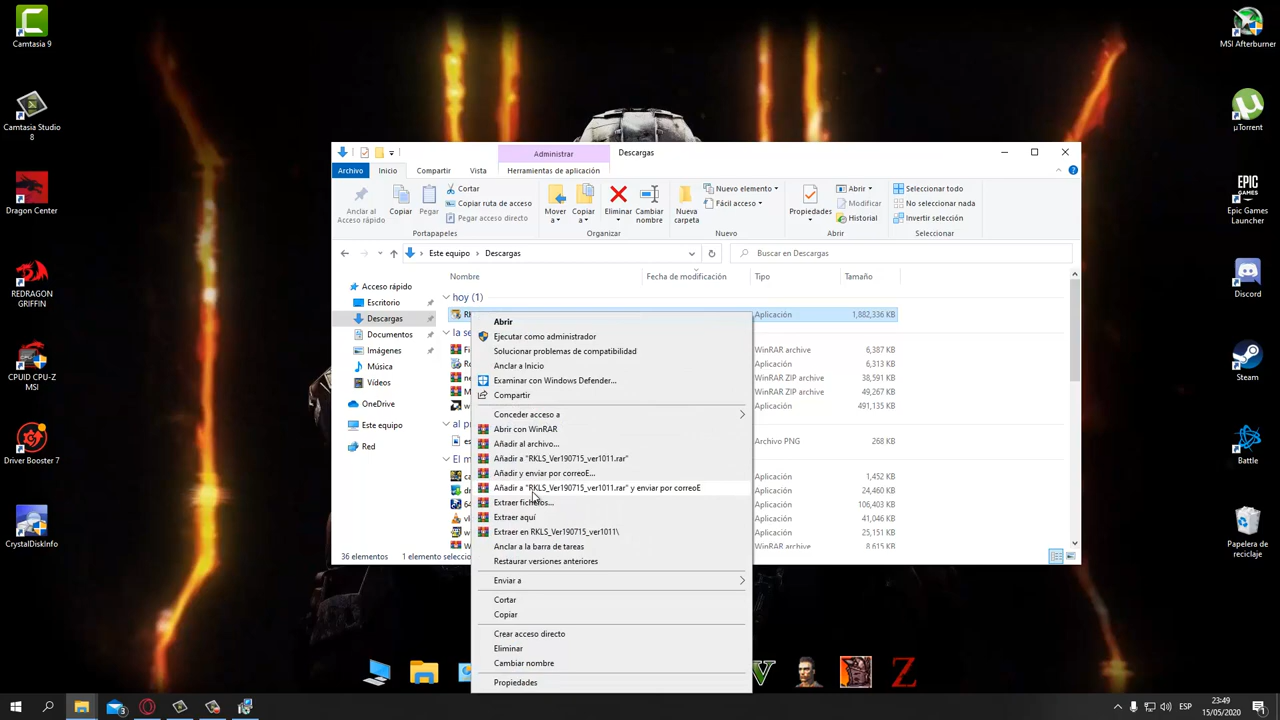 Camtasia 9
Camtasia Studio
8
Dragon Center
REDRAGON
GRIFFIN
CPUID CPU-Z
MSI
Driver Booster 7
CrystalDiskInfo
MSI Afterburner
µTorrent
EPIC
GAMES
Epic Games
Launcher
Discord
Steam
Battle.net
Papelera de
reciclaje
Administrar
Descargas
Archivo
Inicio
Compartir
Vista
Herramientas de aplicación
Anclar al
Acceso rápido
Copiar
Pegar
Cortar
Copiar ruta de acceso
Pegar acceso directo
Mover
a
Copiar
a
Eliminar
Cambiar
nombre
Nueva
carpeta
Nuevo elemento
Fácil acceso
Propiedades
Abrir
Modificar
Historial
Seleccionar todo
No seleccionar nada
Invertir selección
Portapapeles
Organizar
Nuevo
Abrir
Seleccionar
Este equipo > Descargas
Buscar en Descargas
Nombre
Fecha de modificación
Tipo
Tamaño
Acceso rápido
Escritorio
Descargas
Documentos
Imágenes
Música
Vídeos
OneDrive
Este equipo
Red
hoy (1)
Aplicación 1,882,336 KB
WinRAR archive 6,387 KB
Aplicación 6,313 KB
WinRAR ZIP archive 38,591 KB
WinRAR ZIP archive 49,267 KB
Aplicación 491,135 KB
Archivo PNG 268 KB
Aplicación 1,452 KB
Aplicación 24,460 KB
Aplicación 106,403 KB
Aplicación 41,046 KB
Aplicación 25,151 KB
WinRAR archive 8,615 KB
36 elementos
Abrir
Ejecutar como administrador
Solucionar problemas de compatibilidad
Anclar a Inicio
Examinar con Windows Defender...
Compartir
Conceder acceso a
Abrir con WinRAR
Añadir al archivo...
Añadir a "RKLS_Ver190715_ver1011.rar"
Añadir y enviar por correoE...
Añadir a "RKLS_Ver190715_ver1011.rar" y enviar por correoE
Extraer ficheros...
Extraer aquí
Extraer en RKLS_Ver190715_ver1011\
Anclar a la barra de tareas
Restaurar versiones anteriores
Enviar a
Cortar
Copiar
Crear acceso directo
Eliminar
Cambiar nombre
Propiedades
ESP
23:49
15/05/2020